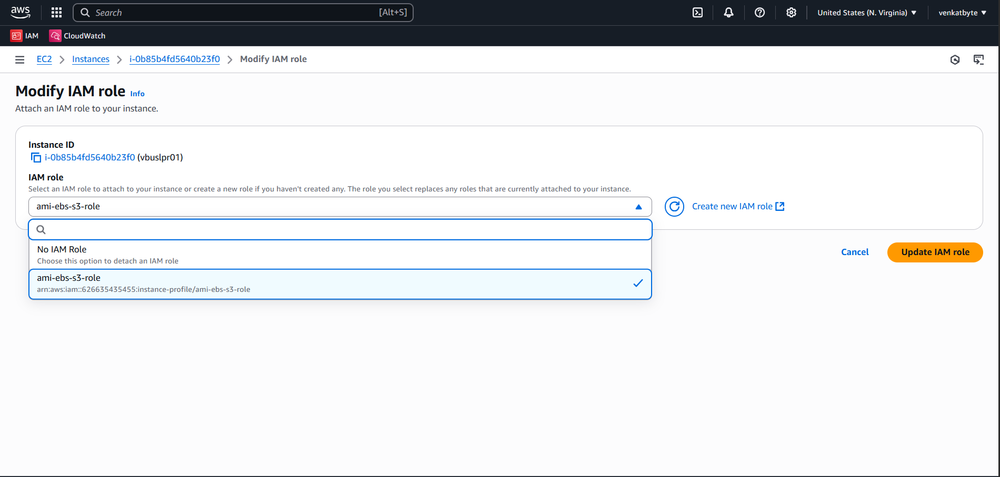 aws
Search [Alt+S] United States (N. Virginia) venkatbyte
IAM CloudWatch
EC2 Instances i-0b85b4fd5640b23f0 Modify IAM role
Modify IAM role Info
Attach an IAM role to your instance.
Instance ID
i-0b85b4fd5640b23f0 (vbuslpr01)
IAM role
Select an IAM role to attach to your instance or create a new role if you haven't created any. The role you select replaces any roles that are currently attached to your instance.
ami-ebs-s3-role Create new IAM role
No IAM Role
Choose this option to detach an IAM role
Cancel Update IAM role
ami-ebs-s3-role
arn:aws:iam::626635435455:instance-profile/ami-ebs-s3-role